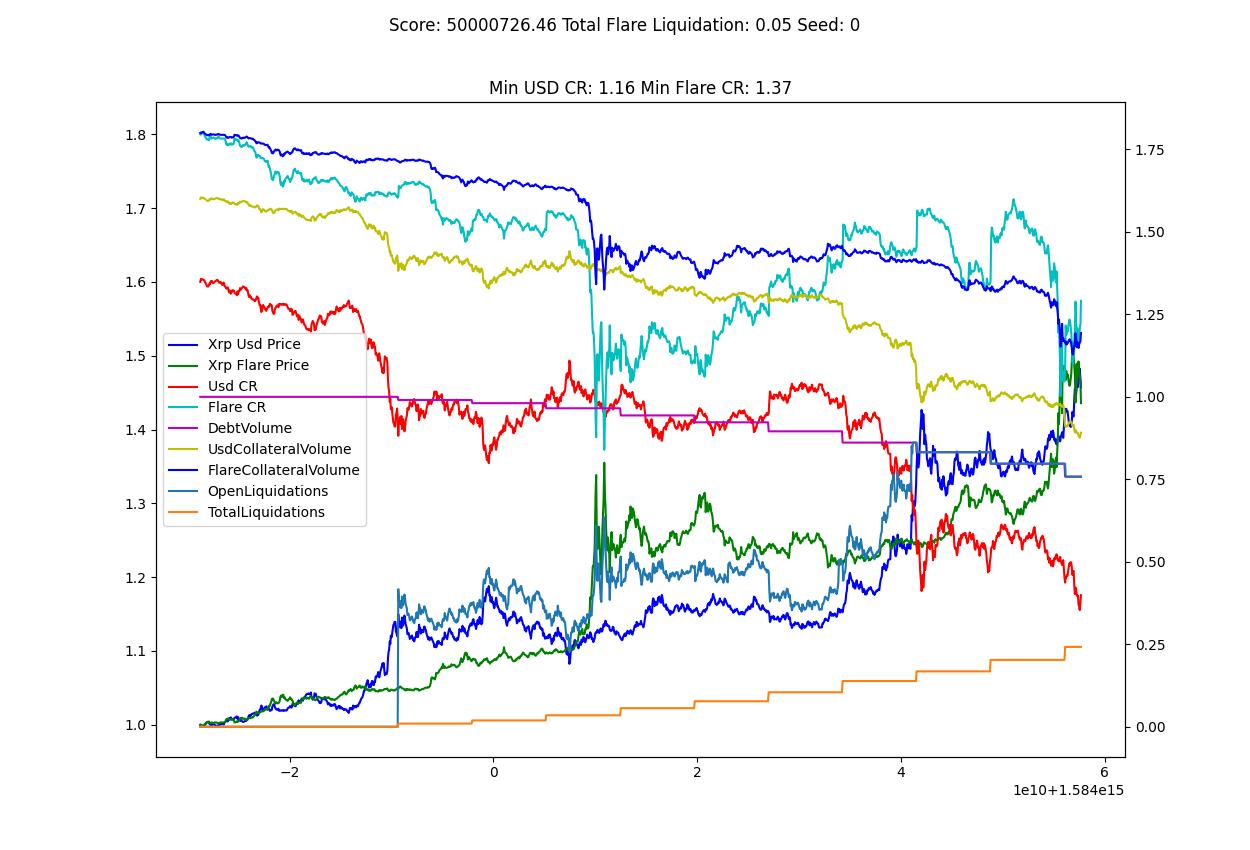 Score: 50000726.46 Total Flare Liquidation: 0.05 Seed: 0
Min USD CR: 1.16 Min Flare CR: 1.37
1.8
1.7
1.6
1.5
1.4
1.3
1.2
1.1
1.0
Xrp Usd Price
Xrp Flare Price
Usd CR
Flare CR
DebtVolume
UsdCollateralVolume
FlareCollateralVolume
OpenLiquidations
TotalLiquidations
1.75
1.50
1.25
1.00
0.75
0.50
0.25
0.00
−2 0 2 4 6
1e10+1.584e15